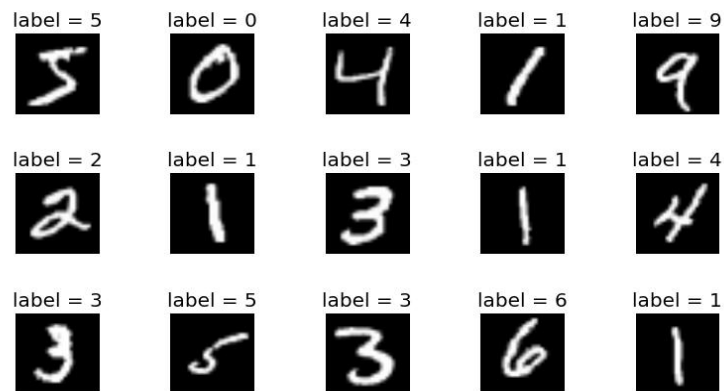 label = 5 label = 0 label = 4 label = 1 label = 9
5 0 4 1 9
label = 2 label = 1 label = 3 label = 1 label = 4
2 1 3 1 4
label = 3 label = 5 label = 3 label = 6 label = 1
3 5 3 6 1